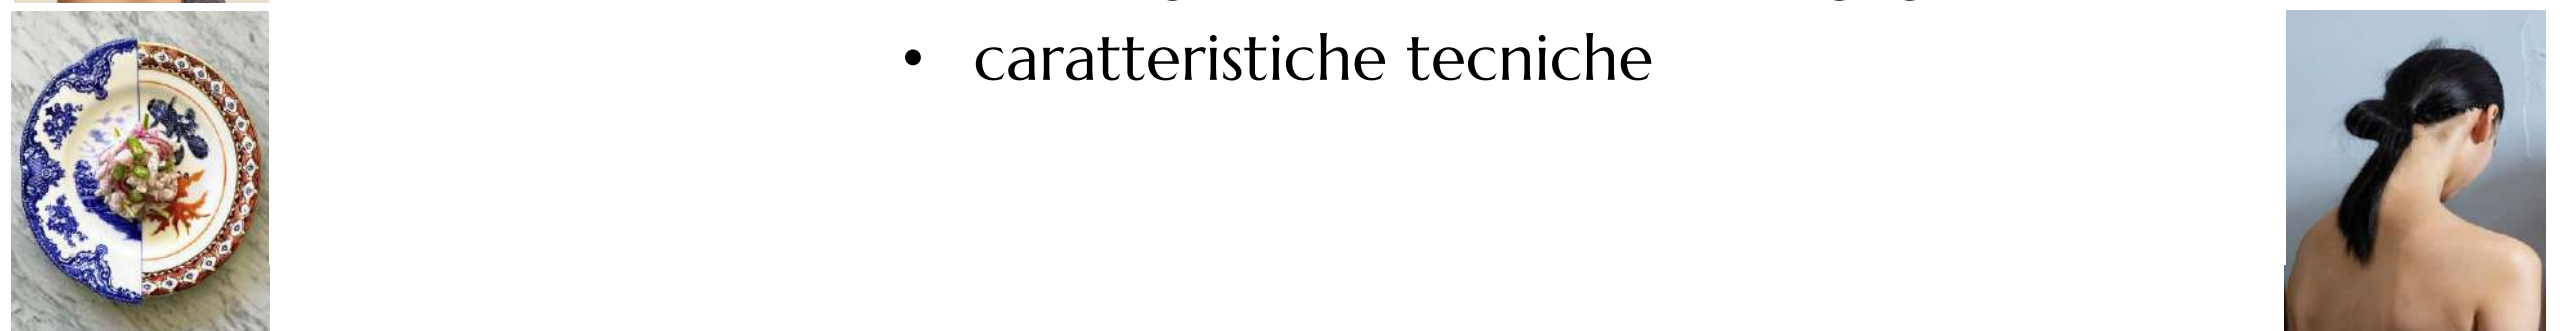 • caratteristiche tecniche